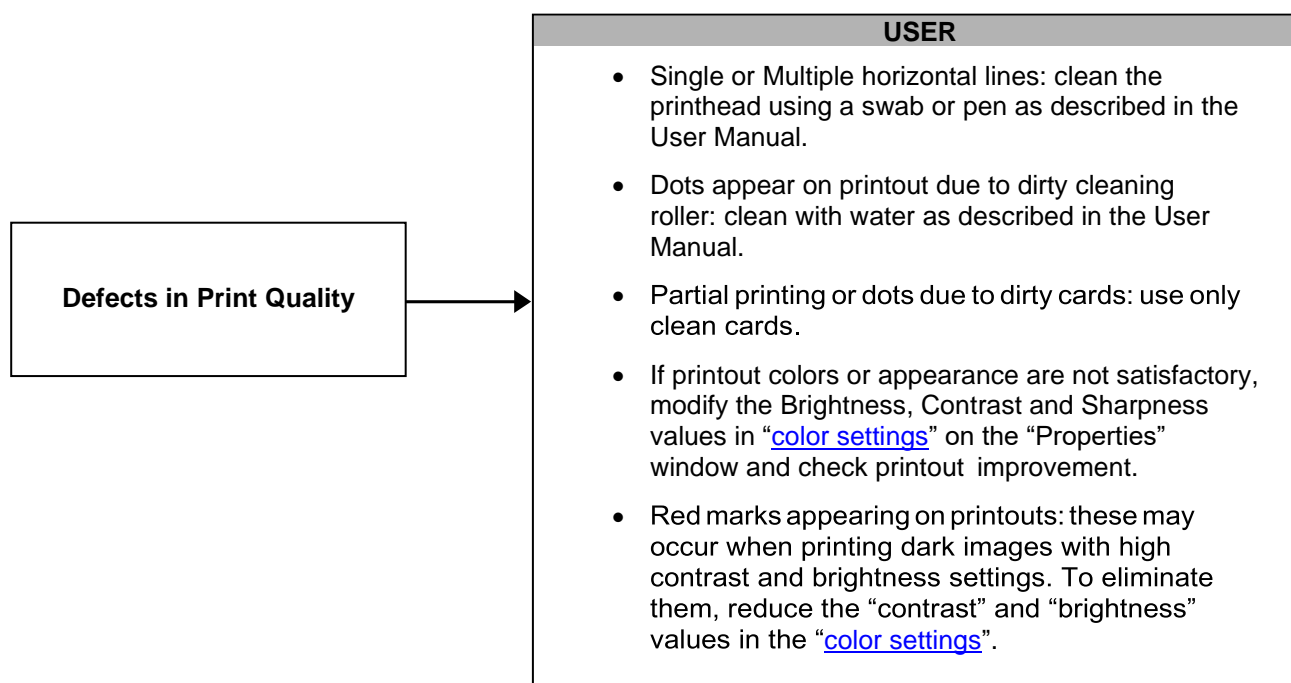 USER
• Single or Multiple horizontal lines: clean the
printhead using a swab or pen as described in the
User Manual.
• Dots appear on printout due to dirty cleaning
roller: clean with water as described in the User
Manual.
Defects in Print Quality
• Partial printing or dots due to dirty cards: use only
clean cards.
• If printout colors or appearance are not satisfactory,
modify the Brightness, Contrast and Sharpness
values in “color settings” on the “Properties”
window and check printout improvement.
• Red marks appearing on printouts: these may
occur when printing dark images with high
contrast and brightness settings. To eliminate
them, reduce the “contrast” and “brightness”
values in the “color settings”.